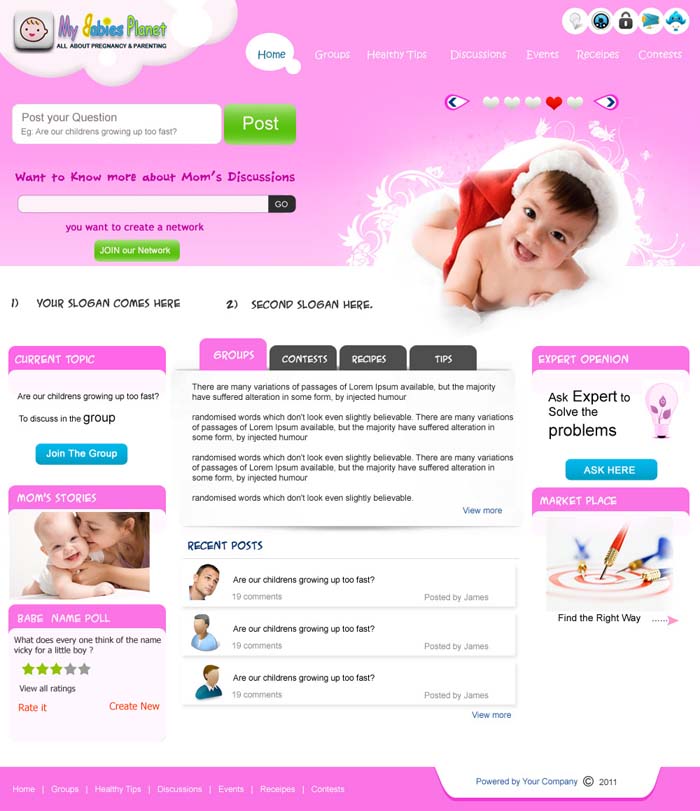 My Babies Planet
ALL ABOUT PREGNANCY & PARENTING
Home
Groups
Healthy Tips
Discussions
Events
Receipes
Contests
Post your Question
Eg: Are our childrens growing up too fast?
Post
Want to Know more about Mom's Discussions
GO
you want to create a network
JOIN our Network
1) YOUR SLOGAN COMES HERE
2) SECOND SLOGAN HERE.
CURRENT TOPIC
Are our childrens growing up too fast?
To discuss in the group
Join The Group
MOM'S STORIES
BABE NAME POLL
What does every one think of the name
vicky for a little boy ?
View all ratings
Rate it
Create New
GROUPS
CONTESTS
RECIPES
TIPS
There are many variations of passages of Lorem Ipsum available, but the majority
have suffered alteration in some form, by injected humour
randomised words which don't look even slightly believable. There are many variations
of passages of Lorem Ipsum available, but the majority have suffered alteration in
some form, by injected humour
randomised words which don't look even slightly believable. There are many variations
of passages of Lorem Ipsum available, but the majority have suffered alteration in
some form, by injected humour
randomised words which don't look even slightly believable.
View more
RECENT POSTS
Are our childrens growing up too fast?
19 comments
Posted by James
Are our childrens growing up too fast?
19 comments
Posted by James
Are our childrens growing up too fast?
19 comments
Posted by James
View more
EXPERT OPENION
Ask Expert to
Solve the
problems
ASK HERE
MARKET PLACE
Find the Right Way ......
Home | Groups | Healthy Tips | Discussions | Events | Receipes | Contests
Powered by Your Company © 2011